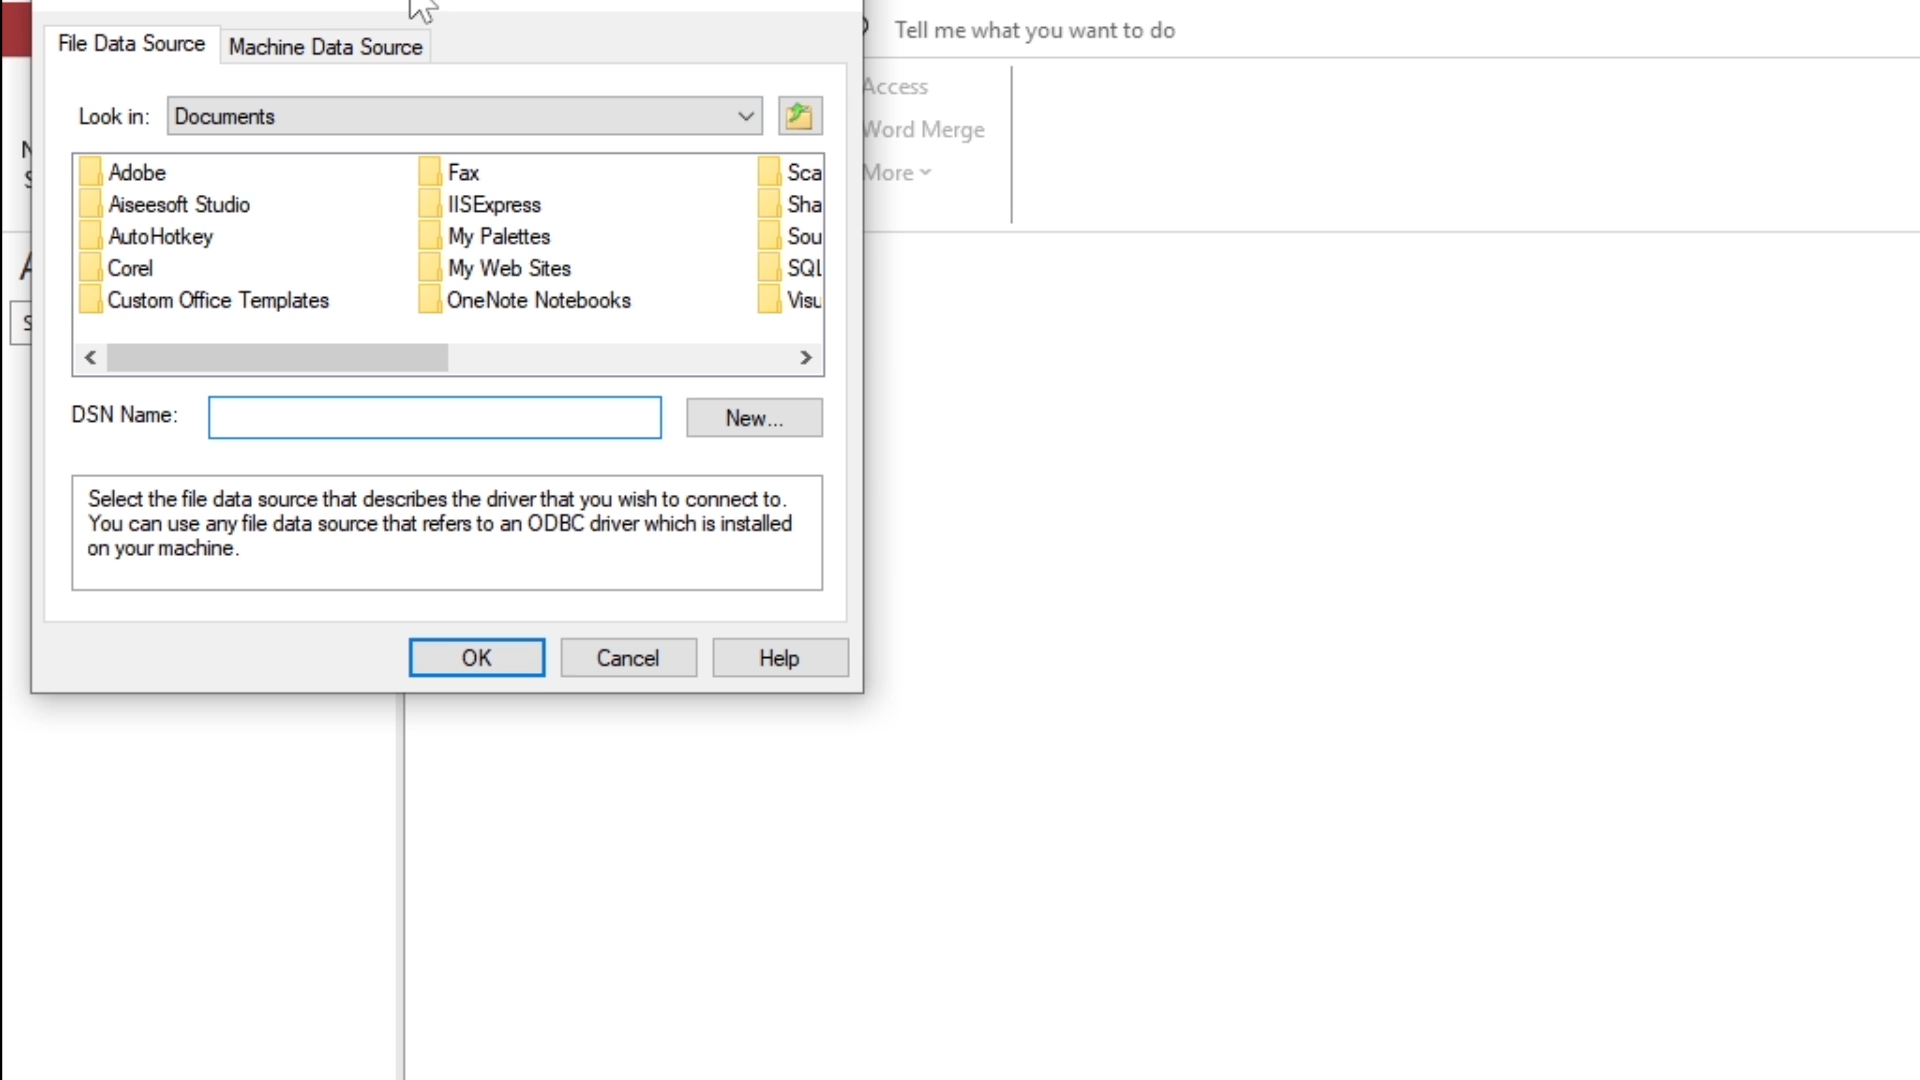 File Data Source
Machine Data Source
Tell me what you want to do
Look in:
Documents
Access
Word Merge
More
Adobe
Aiseesoft Studio
AutoHotkey
Corel
Custom Office Templates
Fax
IISExpress
My Palettes
My Web Sites
OneNote Notebooks
Sca
Sha
Sou
SQL
Visu
DSN Name:
New...
Select the file data source that describes the driver that you wish to connect to.
You can use any file data source that refers to an ODBC driver which is installed
on your machine.
OK
Cancel
Help